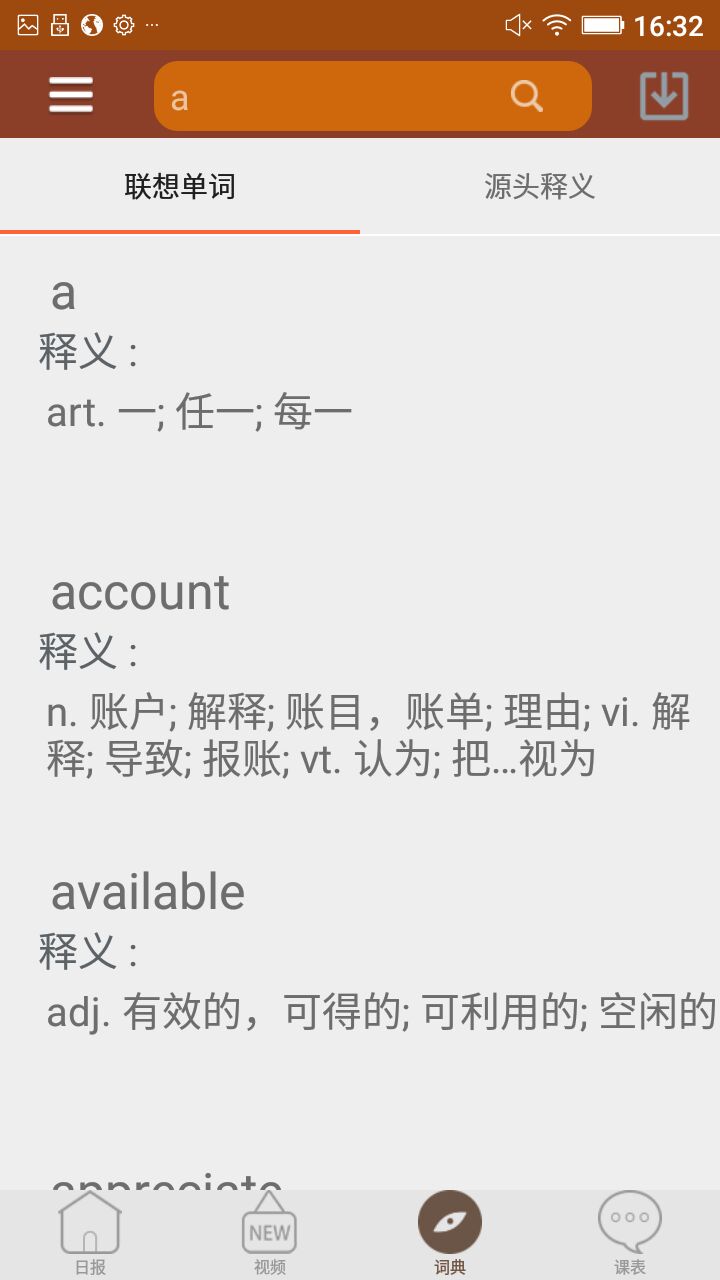 16:32
a
联想单词 源头释义
a
释义 :
art. 一; 任一; 每一
account
释义 :
n. 账户; 解释; 账目，账单; 理由; vi. 解
释; 导致; 报账; vt. 认为; 把...视为
available
释义 :
adj. 有效的，可得的; 可利用的; 空闲的
appreciate
NEW
日报 视频 词典 课表